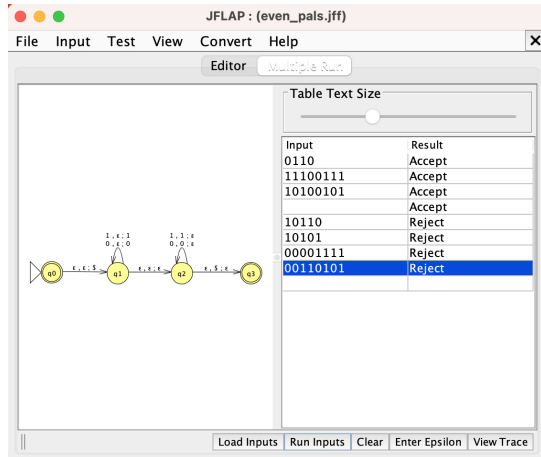 JFLAP : (even_pals.jff)
File Input Test View Convert Help
Editor Multiple Run
Table Text Size
Input Result
0110 Accept
11100111 Accept
10100101 Accept
Accept
10110 Reject
10101 Reject
00001111 Reject
00110101 Reject
1 , ε ; 1
0 , ε ; 0
1 , 1 ; ε
0 , 0 ; ε
q0 ε , ε ; $ q1 ε , ε ; ε q2 ε , $ ; ε q3
Load Inputs Run Inputs Clear Enter Epsilon View Trace